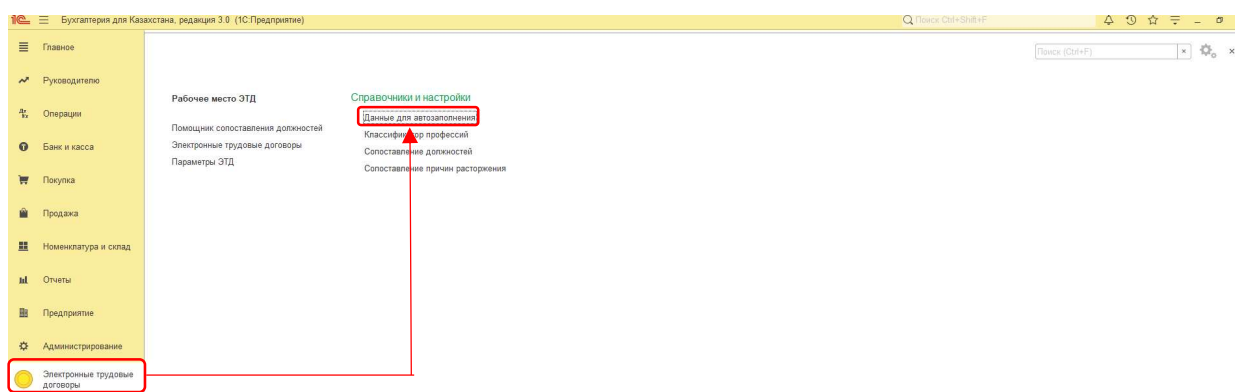 1С Бухгалтерия для Казахстана, редакция 3.0 (1С:Предприятие)
Поиск Ctrl+Shift+F
Поиск (Ctrl+F)
Главное
Руководителю
Операции
Банк и касса
Покупка
Продажа
Номенклатура и склад
Отчеты
Предприятие
Администрирование
Электронные трудовые
договоры
Рабочее место ЭТД
Помощник сопоставления должностей
Электронные трудовые договоры
Параметры ЭТД
Справочники и настройки
Данные для автозаполнения
Классификатор профессий
Сопоставление должностей
Сопоставление причин расторжения